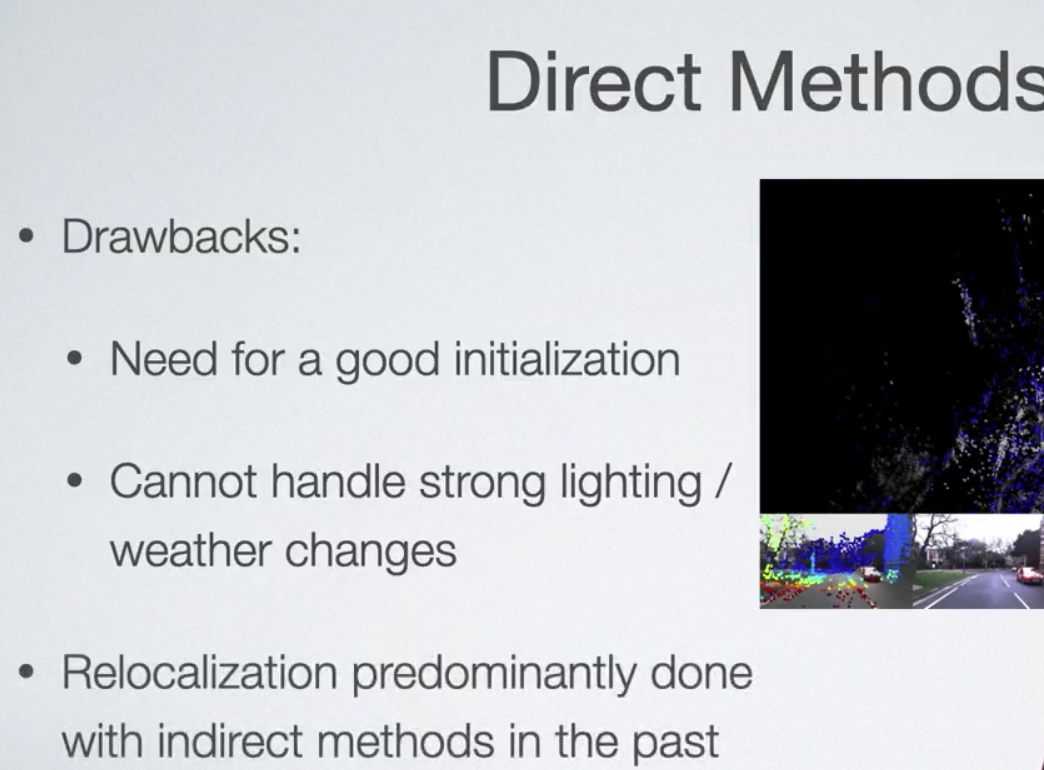 Direct Methods
• Drawbacks:
• Need for a good initialization
• Cannot handle strong lighting /
weather changes
• Relocalization predominantly done
with indirect methods in the past